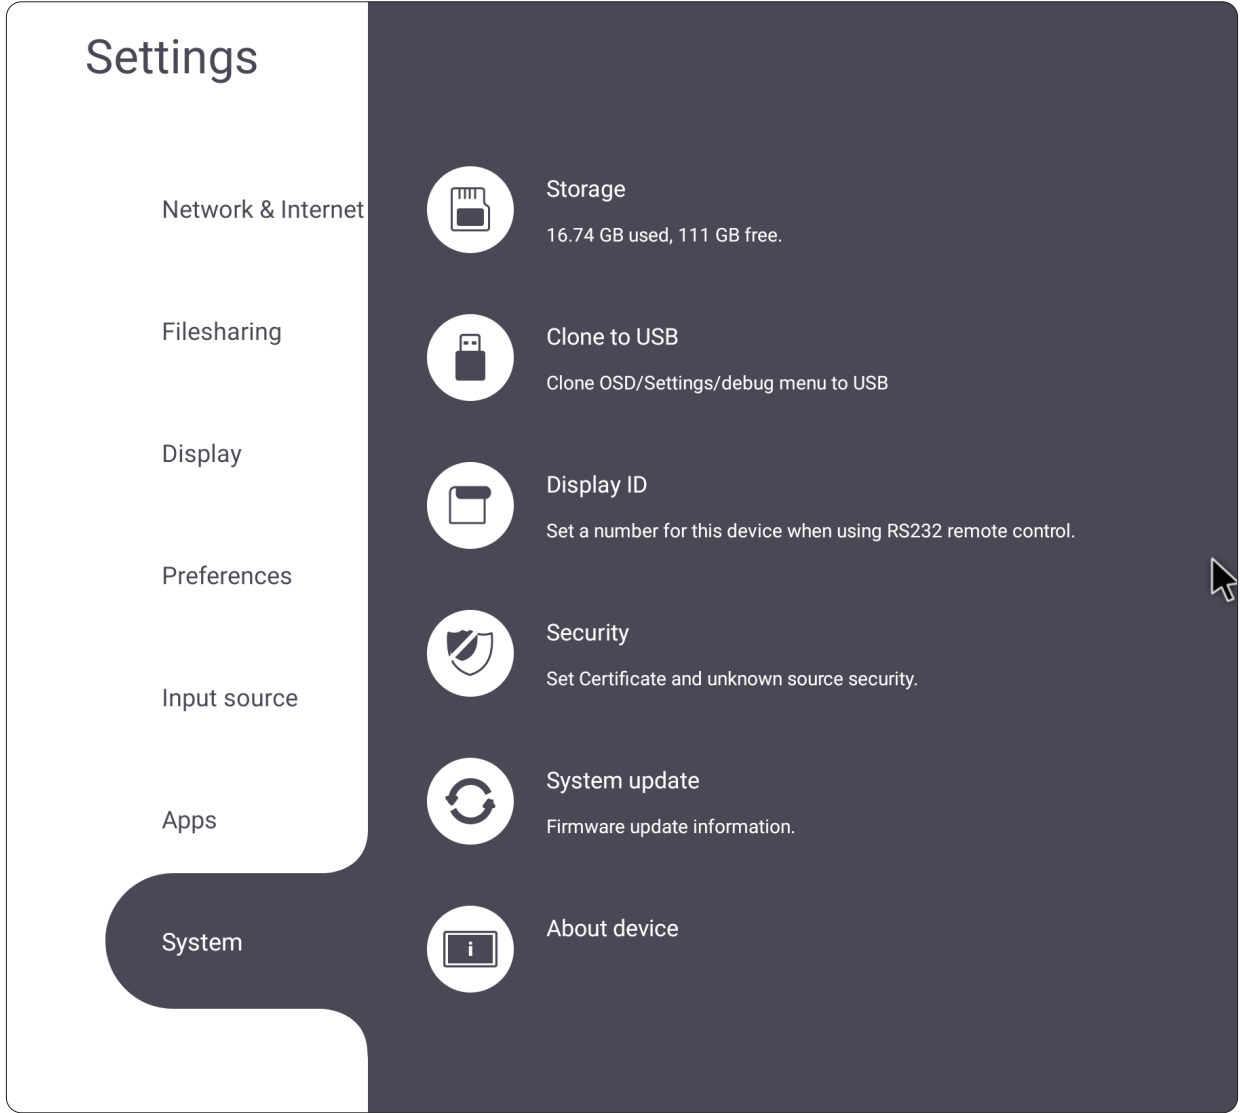 Settings
Network & Internet
Filesharing
Display
Preferences
Input source
Apps
System
Storage
16.74 GB used, 111 GB free.
Clone to USB
Clone OSD/Settings/debug menu to USB
Display ID
Set a number for this device when using RS232 remote control.
Security
Set Certificate and unknown source security.
System update
Firmware update information.
About device